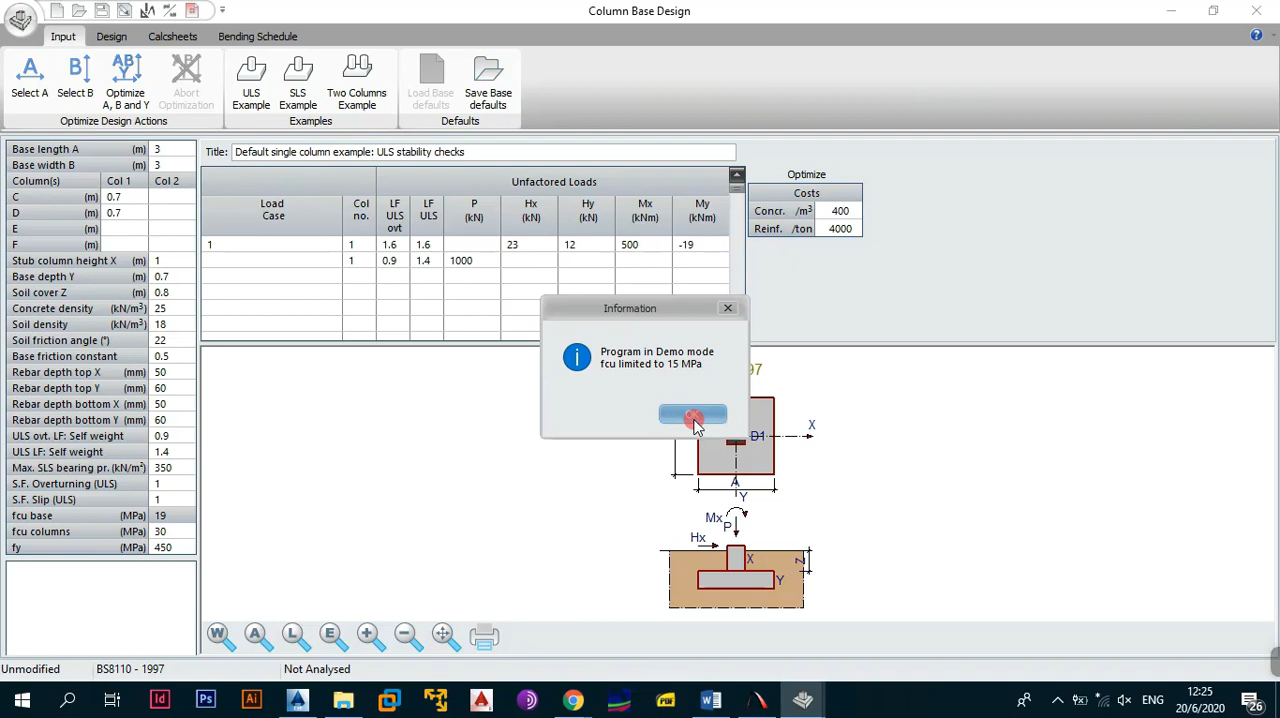 Column Base Design
Input Design Calcsheets Bending Schedule
Select A
Select B
Optimize
A, B and Y
Abort
Optimization
Optimize Design Actions
ULS
Example
SLS
Example
Two Columns
Example
Examples
Load Base
defaults
Save Base
defaults
Defaults
Base length A (m) 3
Base width B (m) 3
Column(s) Col 1 Col 2
C (m) 0.7
D (m) 0.7
E (m)
F (m)
Stub column height X (m) 1
Base depth Y (m) 0.7
Soil cover Z (m) 0.8
Concrete density (kN/m³) 25
Soil density (kN/m³) 18
Soil friction angle (°) 22
Base friction constant 0.5
Rebar depth top X (mm) 50
Rebar depth top Y (mm) 60
Rebar depth bottom X (mm) 50
Rebar depth bottom Y (mm) 60
ULS ovt. LF: Self weight 0.9
ULS LF: Self weight 1.4
Max. SLS bearing pr. (kN/m²) 350
S.F. Overturning (ULS) 1
S.F. Slip (ULS) 1
fcu base (MPa) 19
fcu columns (MPa) 30
fy (MPa) 450
Title: Default single column example: ULS stability checks
Unfactored Loads
Load
Case
Col
no.
LF
ULS
ovt
LF
ULS
P
(kN)
Hx
(kN)
Hy
(kN)
Mx
(kNm)
My
(kNm)
1 1 1.6 1.6 23 12 500 -19
1 0.9 1.4 1000
Optimize
Costs
Concr. /m³ 400
Reinf. /ton 4000
Information
Program in Demo mode
fcu limited to 15 MPa
97
D1
X
A
Y
Mx
P
Hx
X
Z
Y
W A L E
Unmodified BS8110 - 1997 Not Analysed
Id Ps Ai
ENG
12:25
20/6/2020
26